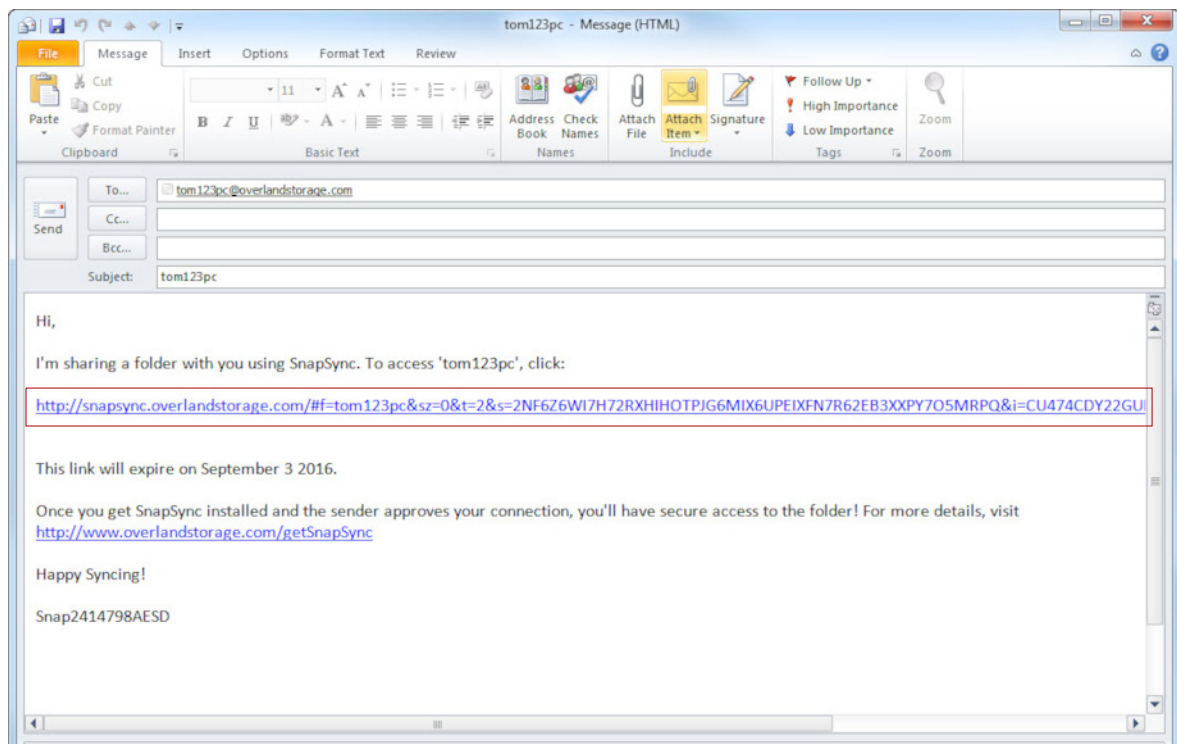 tom123pc - Message (HTML)
File Message Insert Options Format Text Review
Paste
Cut
Copy
Format Painter
Clipboard
11
B I U
Basic Text
Address Book
Check Names
Names
Attach File
Attach Item
Signature
Include
Follow Up
High Importance
Low Importance
Tags
Zoom
Zoom
Send
To... tom123pc@overlandstorage.com
Cc...
Bcc...
Subject: tom123pc
Hi,
I'm sharing a folder with you using SnapSync. To access 'tom123pc', click:
http://snapsync.overlandstorage.com/#f=tom123pc&sz=0&t=2&s=2NF6Z6WI7H72RXHIHOTPJG6MIX6UPEIXFN7R62EB3XXPY7O5MRPQ&i=CU474CDY22GU
This link will expire on September 3 2016.
Once you get SnapSync installed and the sender approves your connection, you'll have secure access to the folder! For more details, visit
http://www.overlandstorage.com/getSnapSync
Happy Syncing!
Snap2414798AESD